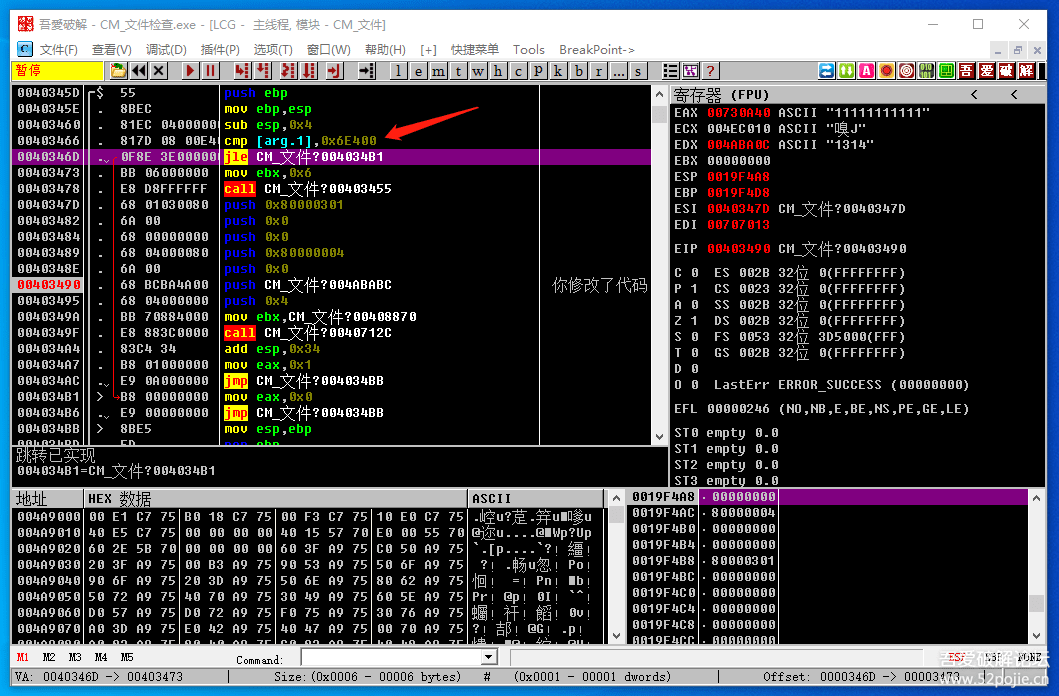 吾爱破解 - CM_文件检查.exe - [LCG - 主线程, 模块 - CM_文件]
文件(F) 查看(V) 调试(D) 插件(P) 选项(T) 窗口(W) 帮助(H) [+] 快捷菜单 Tools BreakPoint->
暂停 l e m t w h c p k b r ... s ? 吾 爱 破 解
0040345D $ 55 push ebp
0040345E . 8BEC mov ebp,esp
00403460 . 81EC 04000000 sub esp,0x4
00403466 . 817D 08 00E40 cmp [arg.1],0x6E400
0040346D . 0F8E 3E000000 jle CM_文件?004034B1
00403473 . BB 06000000 mov ebx,0x6
00403478 . E8 D8FFFFFF call CM_文件?00403455
0040347D . 68 01030080 push 0x80000301
00403482 . 6A 00 push 0x0
00403484 . 68 00000000 push 0x0
00403489 . 68 04000080 push 0x80000004
0040348E . 6A 00 push 0x0
00403490 . 68 BCBA4A00 push CM_文件?004ABABC 你修改了代码
00403495 . 68 04000000 push 0x4
0040349A . BB 70884000 mov ebx,CM_文件?00408870
0040349F . E8 883C0000 call CM_文件?0040712C
004034A4 . 83C4 34 add esp,0x34
004034A7 . B8 01000000 mov eax,0x1
004034AC . E9 0A000000 jmp CM_文件?004034BB
004034B1 > B8 00000000 mov eax,0x0
004034B6 . E9 00000000 jmp CM_文件?004034BB
004034BB > 8BE5 mov esp,ebp
跳转已实现
004034B1=CM_文件?004034B1
寄存器 (FPU) < <
EAX 00730A40 ASCII "11111111111"
ECX 004EC010 ASCII "嗅J"
EDX 004ABA0C ASCII "1314"
EBX 00000000
ESP 0019F4A8
EBP 0019F4D8
ESI 0040347D CM_文件?0040347D
EDI 00707013
EIP 00403490 CM_文件?00403490
C 0 ES 002B 32位 0(FFFFFFFF)
P 1 CS 0023 32位 0(FFFFFFFF)
A 0 SS 002B 32位 0(FFFFFFFF)
Z 1 DS 002B 32位 0(FFFFFFFF)
S 0 FS 0053 32位 3D5000(FFF)
T 0 GS 002B 32位 0(FFFFFFFF)
D 0
O 0 LastErr ERROR_SUCCESS (00000000)
EFL 00000246 (NO,NB,E,BE,NS,PE,GE,LE)
ST0 empty 0.0
ST1 empty 0.0
ST2 empty 0.0
ST3 empty 0.0
地址 HEX 数据 ASCII
004A9000 00 E1 C7 75 B0 18 C7 75 00 F3 C7 75 10 E0 C7 75
004A9010 40 E5 C7 75 00 00 00 00 40 15 57 70 E0 00 55 70
004A9020 60 2E 5B 70 00 00 00 00 60 3F A9 75 C0 50 A9 75
004A9030 20 3F A9 75 00 B3 A9 75 90 53 A9 75 50 6F A9 75
004A9040 90 6F A9 75 20 3D A9 75 50 6E A9 75 80 62 A9 75
004A9050 50 72 A9 75 40 70 A9 75 30 49 A9 75 60 5E A9 75
004A9060 D0 57 A9 75 D0 72 A9 75 F0 75 A9 75 30 76 A9 75
004A9070 A0 3D A9 75 E0 42 A9 75 40 47 A9 75 00 70 A9 75
0019F4A8 00000000
0019F4AC 80000004
0019F4B0 00000000
0019F4B4 00000000
0019F4B8 80000301
0019F4BC 00000000
0019F4C0 00000000
0019F4C4 00000000
0019F4C8 00000000
0019F4CC 00000000
M1 M2 M3 M4 M5 Command: ESP EBP NONE
VA: 0040346D -> 00403473 Size:(0x0006 - 00006 bytes) # (0x0001 - 00001 dwords) Offset: 0000346D -> 00003473
吾爱破解论坛
www.52pojie.cn